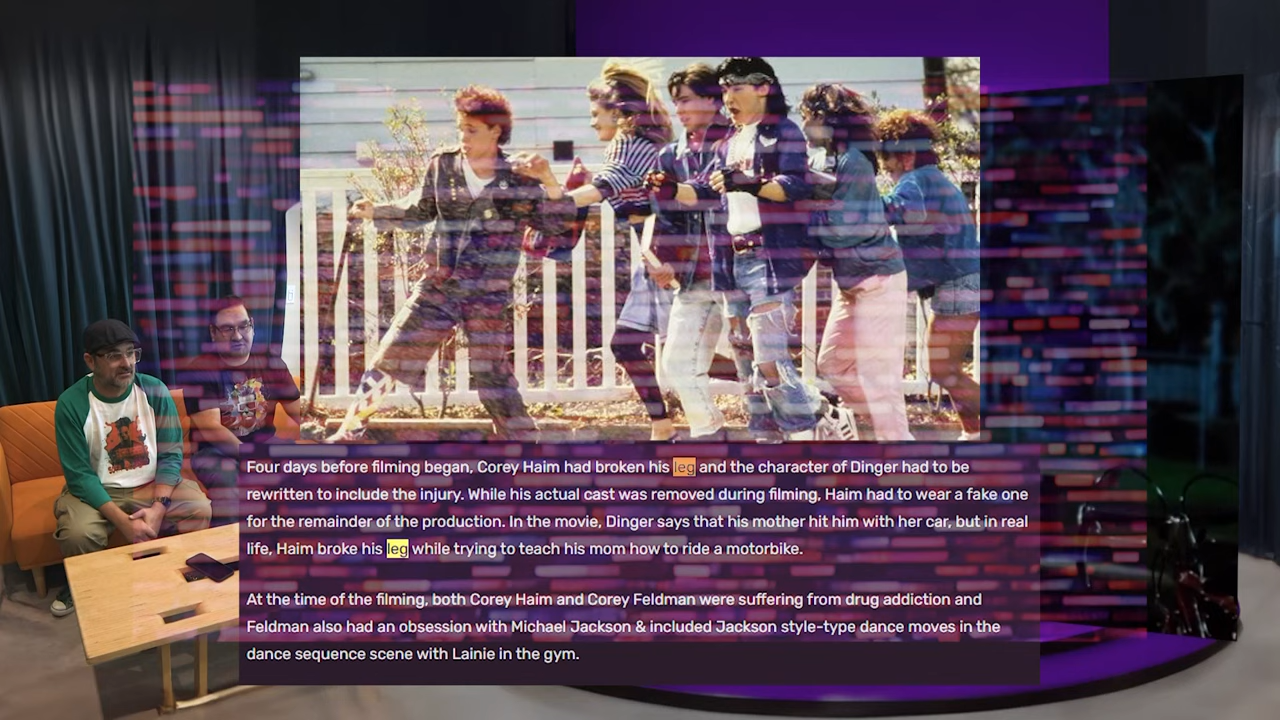 Four days before filming began, Corey Haim had broken his leg and the character of Dinger had to be
rewritten to include the injury. While his actual cast was removed during filming, Haim had to wear a fake one
for the remainder of the production. In the movie, Dinger says that his mother hit him with her car, but in real
life, Haim broke his leg while trying to teach his mom how to ride a motorbike.
At the time of the filming, both Corey Haim and Corey Feldman were suffering from drug addiction and
Feldman also had an obsession with Michael Jackson & included Jackson style-type dance moves in the
dance sequence scene with Lainie in the gym.